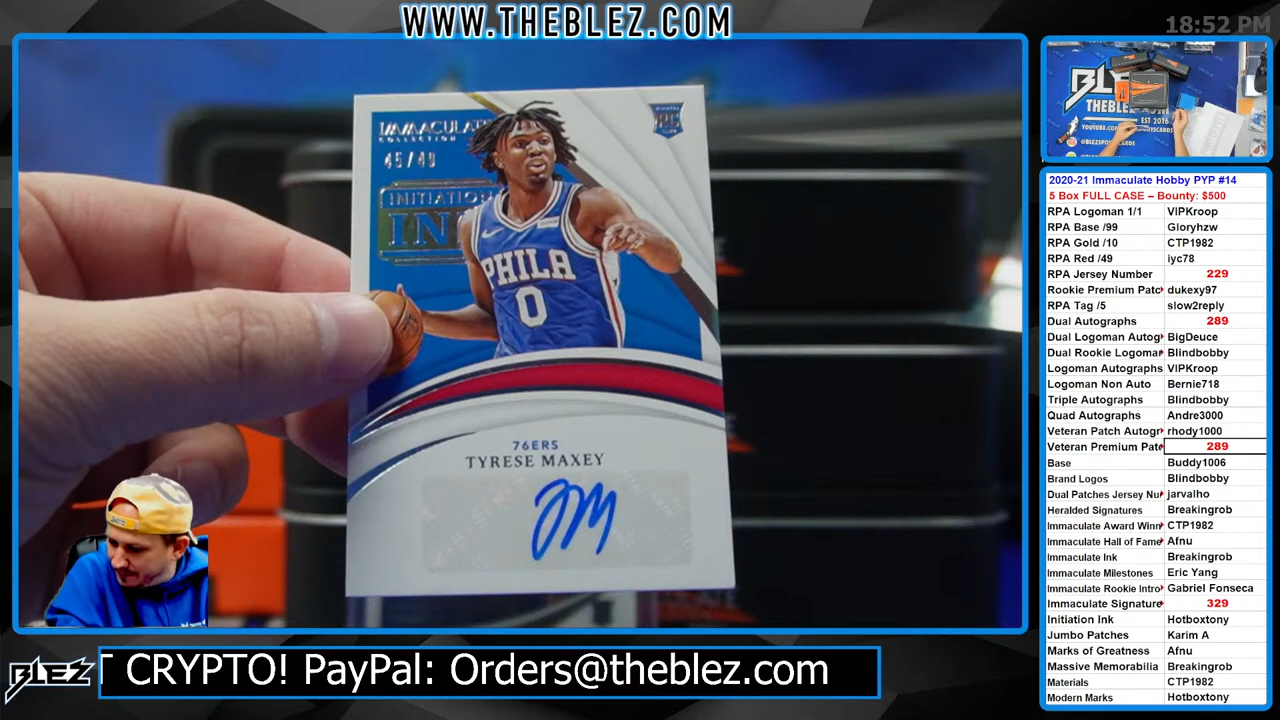 WWW.THEBLEZ.COM
18:52 PM
IMMACULATE
COLLECTION
45/49
INITIATION
IN
PHILA
0
76ERS
TYRESE MAXEY
BLEZ
THEBLEZ
EST 2016
2020-21 Immaculate Hobby PYP #14
5 Box FULL CASE – Bounty: $500
RPA Logoman 1/1 VIPKroop
RPA Base /99 Gloryhzw
RPA Gold /10 CTP1982
RPA Red /49 iyc78
RPA Jersey Number 229
Rookie Premium Patc dukexy97
RPA Tag /5 slow2reply
Dual Autographs 289
Dual Logoman Autog BigDeuce
Dual Rookie Logoma Blindbobby
Logoman Autographs VIPKroop
Logoman Non Auto Bernie718
Triple Autographs Blindbobby
Quad Autographs Andre3000
Veteran Patch Autogr rhody1000
Veteran Premium Pat 289
Base Buddy1006
Brand Logos Blindbobby
Dual Patches Jersey Nu jarvalho
Heralded Signatures Breakingrob
Immaculate Award Winn CTP1982
Immaculate Hall of Fame Afnu
Immaculate Ink Breakingrob
Immaculate Milestones Eric Yang
Immaculate Rookie Intro Gabriel Fonseca
Immaculate Signature 329
Initiation Ink Hotboxtony
Jumbo Patches Karim A
Marks of Greatness Afnu
Massive Memorabilia Breakingrob
Materials CTP1982
Modern Marks Hotboxtony
BLEZ
T CRYPTO! PayPal: Orders@theblez.com